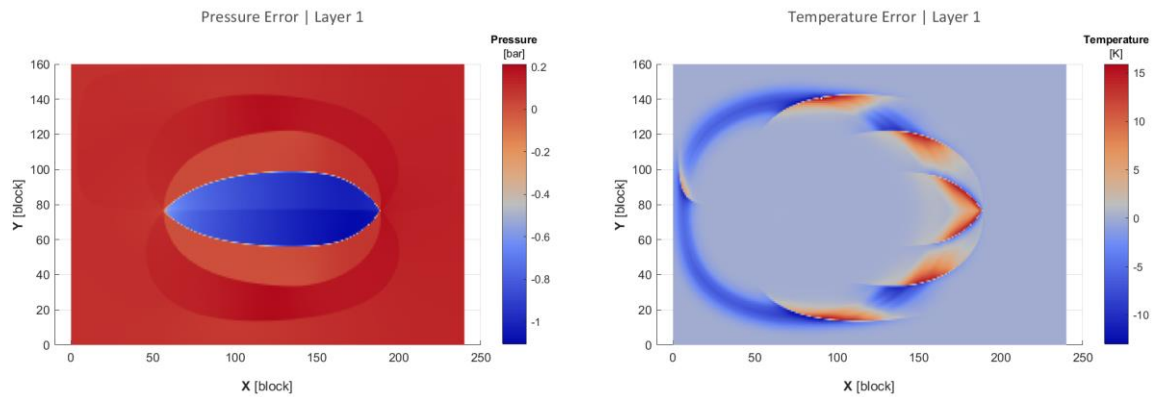 Pressure Error | Layer 1
Pressure
[bar]
160
140
120
100
80
60
40
20
0
Y [block]
0 50 100 150 200 250
X [block]
0.2
0
-0.2
-0.4
-0.6
-0.8
-1
Temperature Error | Layer 1
Temperature
[K]
160
140
120
100
80
60
40
20
0
Y [block]
0 50 100 150 200 250
X [block]
15
10
5
0
-5
-10